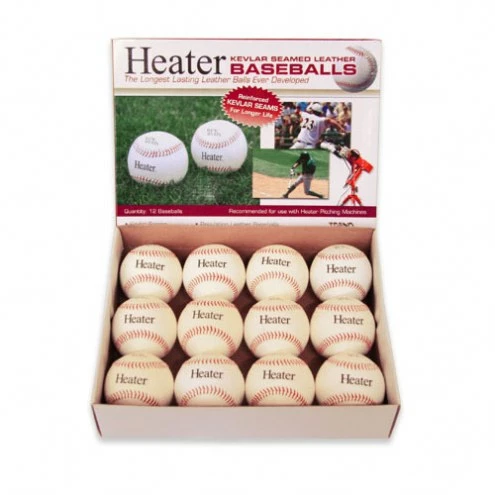 Heater
KEVLAR SEAMED LEATHER
BASEBALLS
The Longest Lasting Leather Balls Ever Developed
Reinforced
KEVLAR SEAMS
For Longer Life
23
Heater
Heater
Quantity: 12 Baseballs
Recommended for use with Heater Pitching Machines
Heater Heater Heater Heater
Heater Heater Heater Heater
Heater Heater Heater Heater